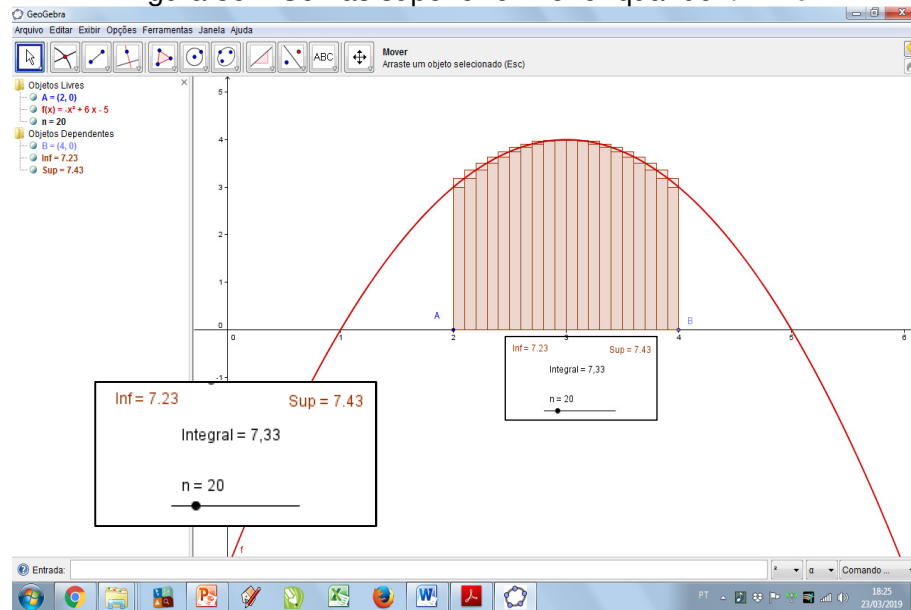 GeoGebra
Arquivo Editar Exibir Opções Ferramentas Janela Ajuda
ABC
Mover
Arraste um objeto selecionado (Esc)
Objetos Livres
A = (2, 0)
f(x) = -x² + 6 x - 5
n = 20
Objetos Dependentes
B = (4, 0)
Inf = 7.23
Sup = 7.43
5
4
3
2
1
0
-1
0 1 2 3 4 5 6
A
B
f
Inf = 7.23 Sup = 7.43
Integral = 7,33
n = 20
Inf = 7.23 Sup = 7.43
Integral = 7,33
n = 20
Entrada:
² α Comando ...
PT
18:25
23/03/2019